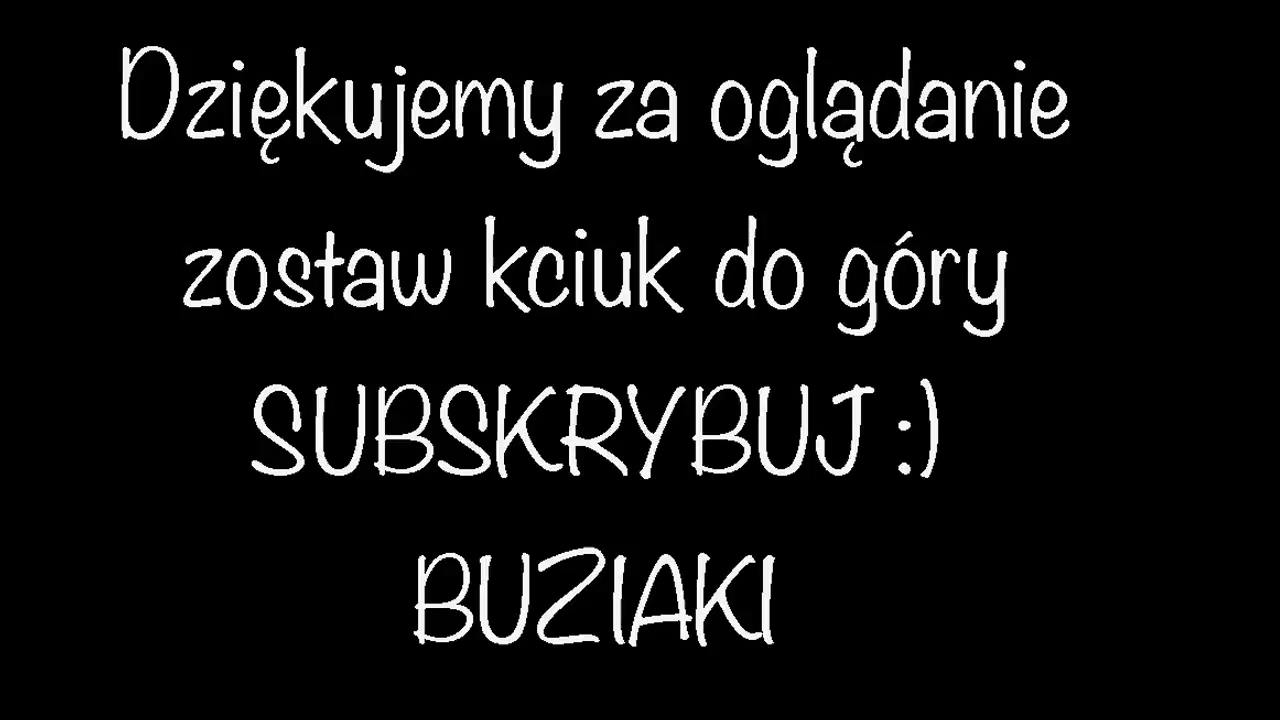 Dziękujemy za oglądanie
zostaw kciuk do góry
SUBSKRYBUJ :)
BUZIAKI